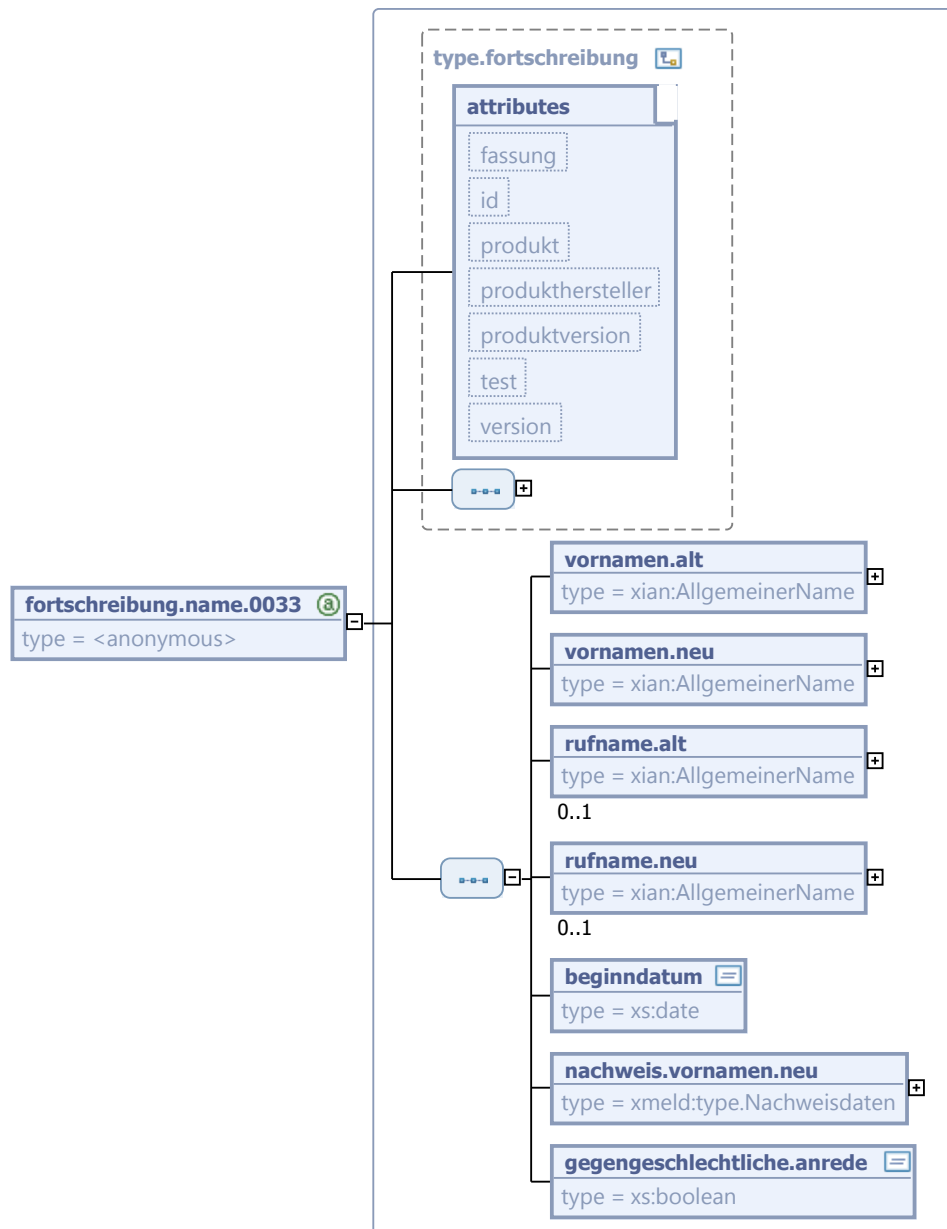 type.fortschreibung
attributes
fassung
id
produkt
produkthersteller
produktversion
test
version
fortschreibung.name.0033
type = <anonymous>
vornamen.alt
type = xian:AllgemeinerName
vornamen.neu
type = xian:AllgemeinerName
rufname.alt
type = xian:AllgemeinerName
0..1
rufname.neu
type = xian:AllgemeinerName
0..1
beginndatum
type = xs:date
nachweis.vornamen.neu
type = xmeld:type.Nachweisdaten
gegengeschlechtliche.anrede
type = xs:boolean